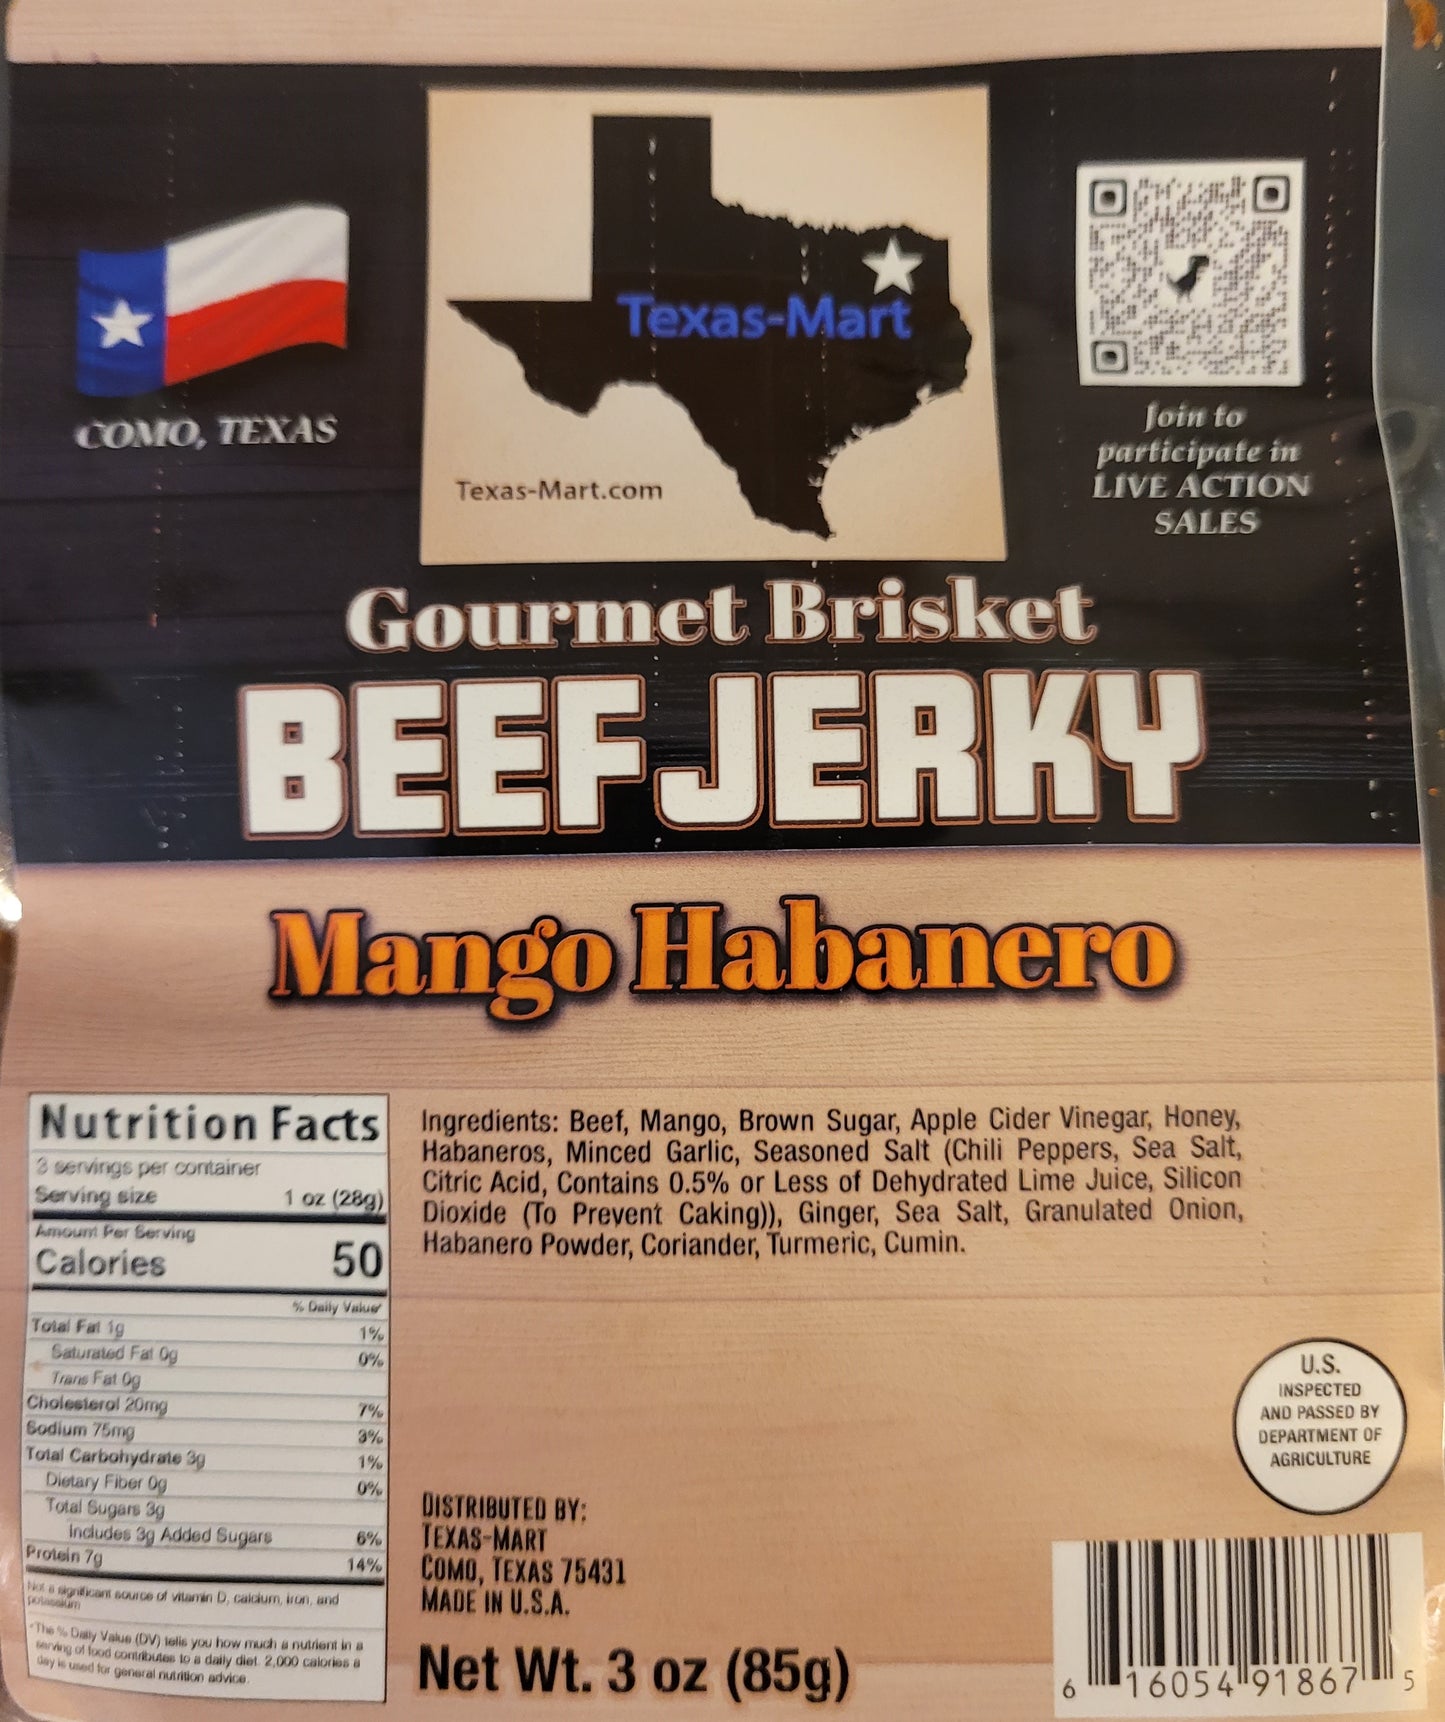 Texas-Mart
Texas-Mart.com
COMO, TEXAS
Join to
participate in
LIVE ACTION
SALES
Gourmet Brisket
BEEF JERKY
Mango Habanero
Nutrition Facts
3 servings per container
Serving size 1 oz (28g)
Amount Per Serving
Calories 50
% Daily Value*
Total Fat 1g 1%
Saturated Fat 0g 0%
Trans Fat 0g
Cholesterol 20mg 7%
Sodium 75mg 3%
Total Carbohydrate 3g 1%
Dietary Fiber 0g 0%
Total Sugars 3g
Includes 3g Added Sugars 6%
Protein 7g 14%
Not a significant source of vitamin D, calcium, iron, and
potassium
*The % Daily Value (DV) tells you how much a nutrient in a
serving of food contributes to a daily diet. 2,000 calories a
day is used for general nutrition advice.
Ingredients: Beef, Mango, Brown Sugar, Apple Cider Vinegar, Honey,
Habaneros, Minced Garlic, Seasoned Salt (Chili Peppers, Sea Salt,
Citric Acid, Contains 0.5% or Less of Dehydrated Lime Juice, Silicon
Dioxide (To Prevent Caking)), Ginger, Sea Salt, Granulated Onion,
Habanero Powder, Coriander, Turmeric, Cumin.
U.S.
INSPECTED
AND PASSED BY
DEPARTMENT OF
AGRICULTURE
DISTRIBUTED BY:
TEXAS-MART
COMO, TEXAS 75431
MADE IN U.S.A.
Net Wt. 3 oz (85g)
6 16054 91867 5